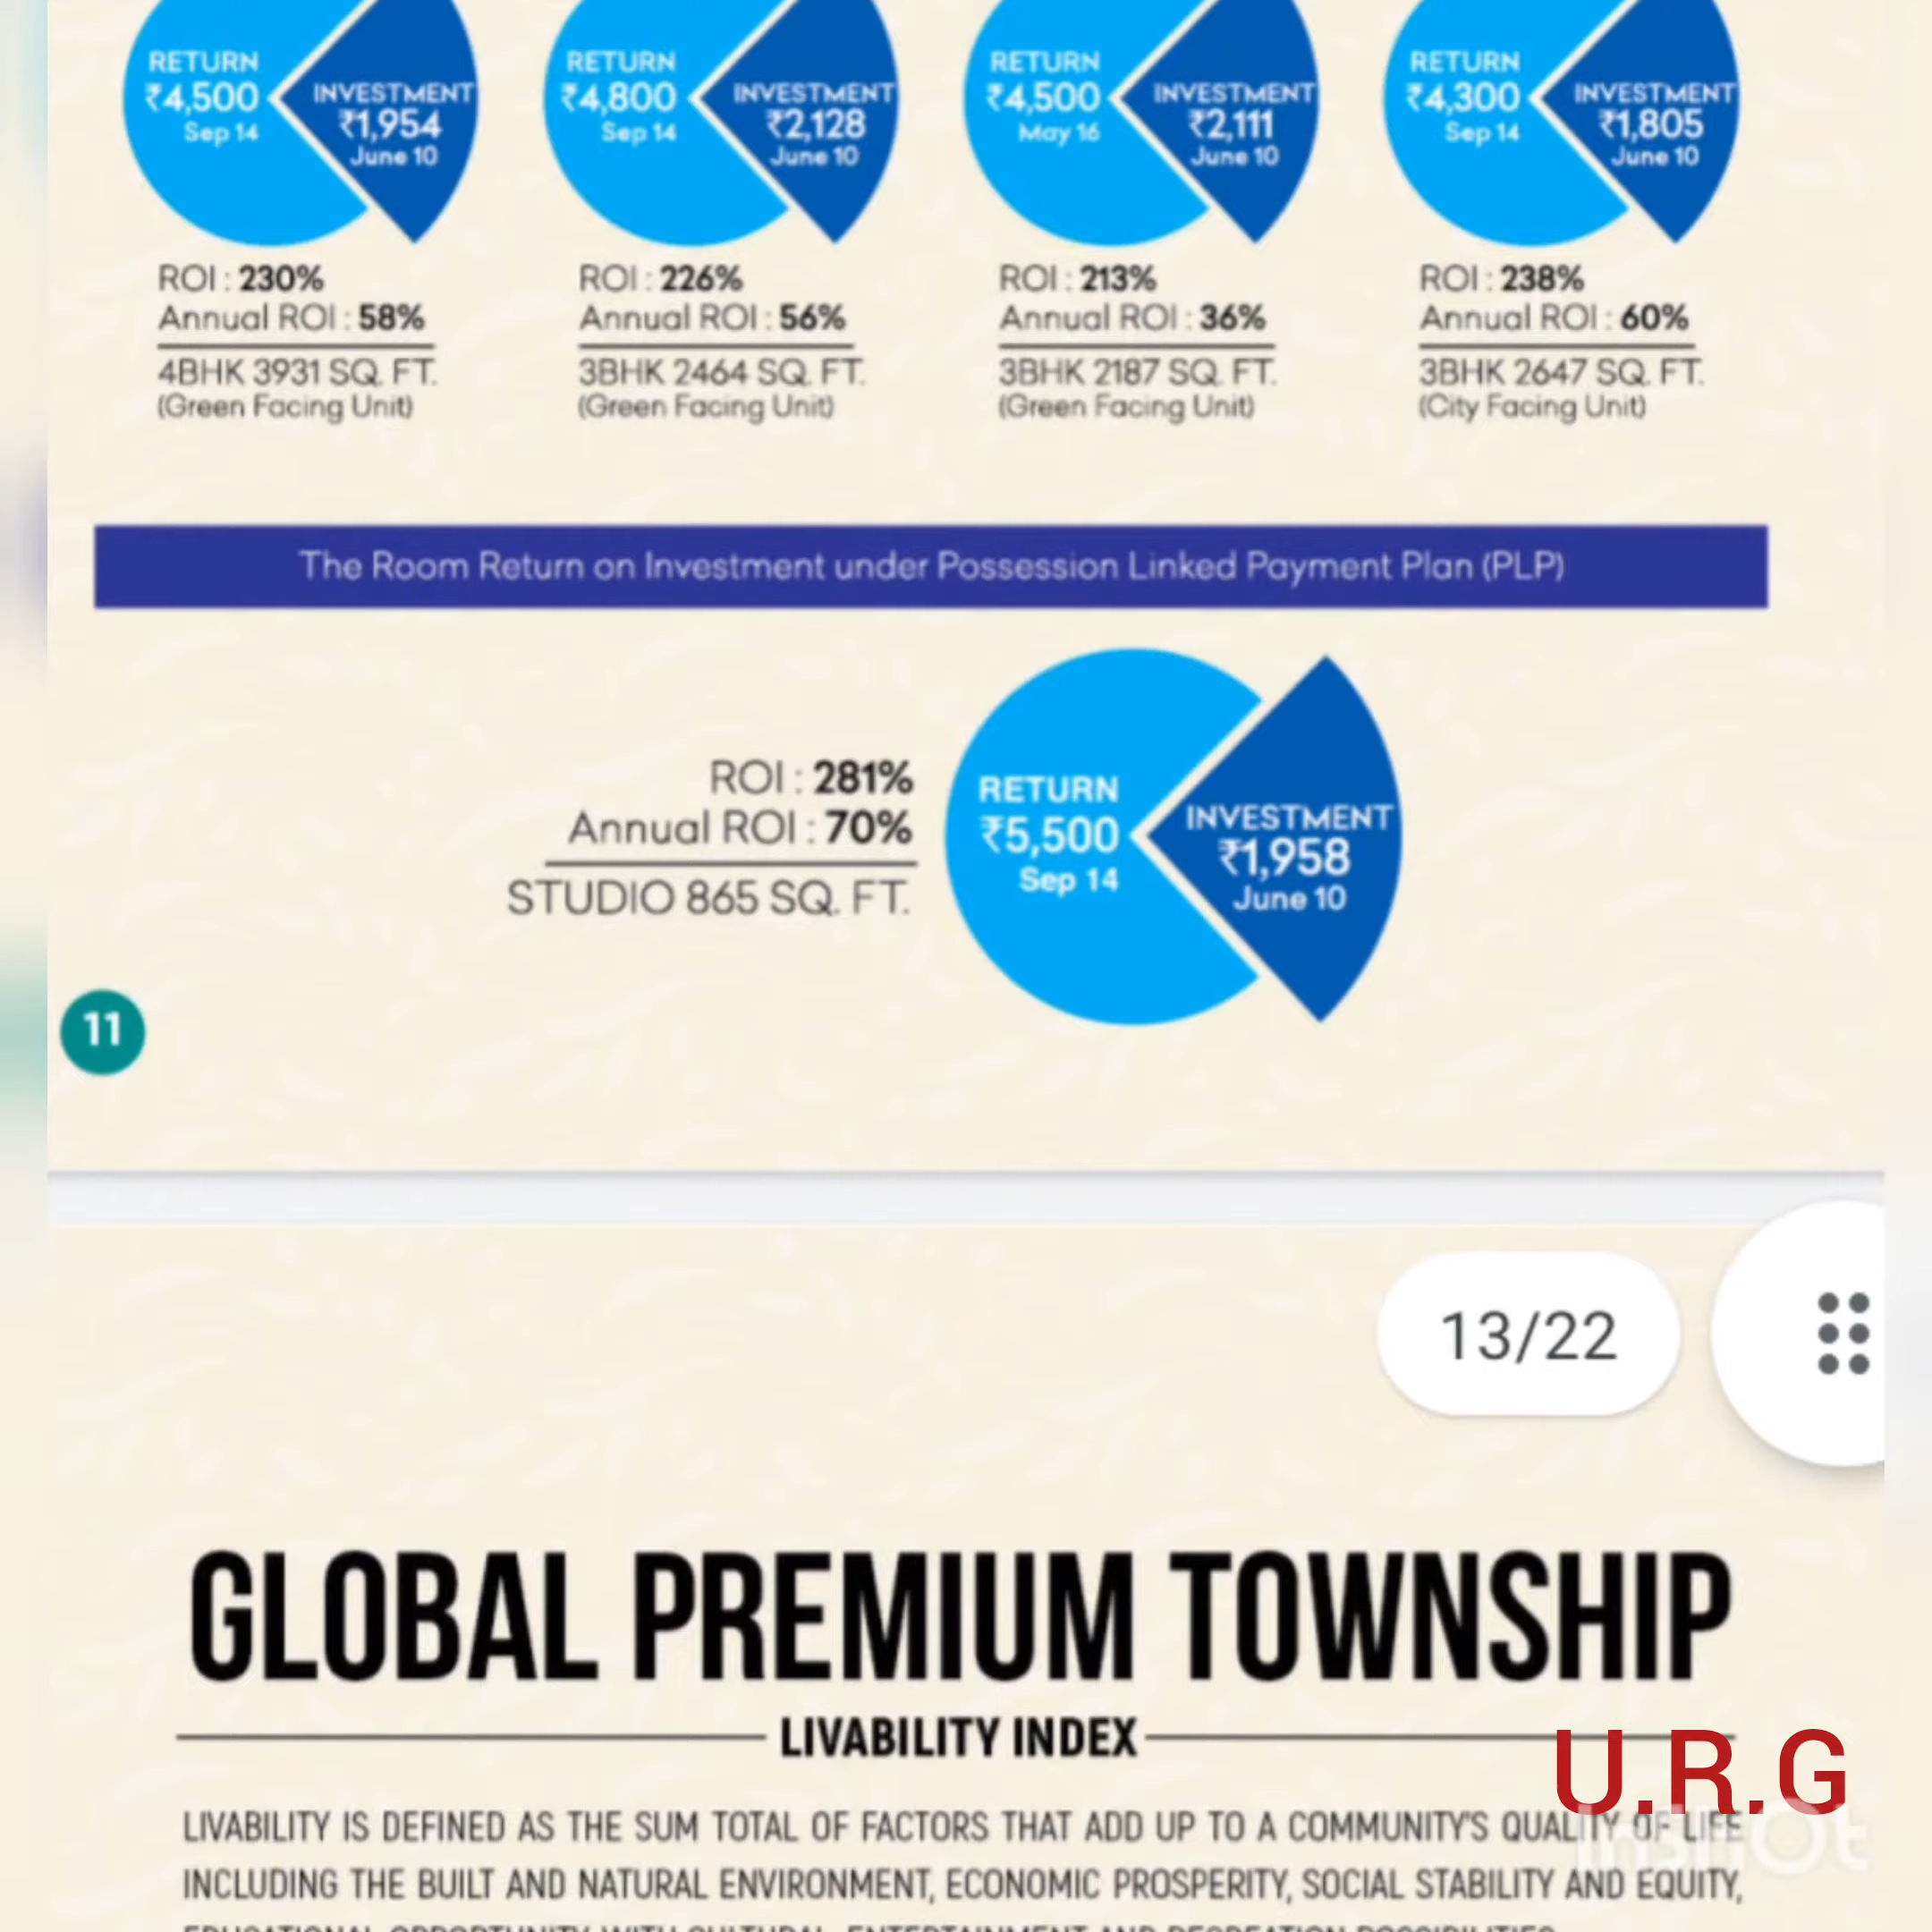 RETURN
₹4,500
Sep 14
INVESTMENT
₹1,954
June 10
ROI : 230%
Annual ROI : 58%
4BHK 3931 SQ. FT.
(Green Facing Unit)
RETURN
₹4,800
Sep 14
INVESTMENT
₹2,128
June 10
ROI : 226%
Annual ROI : 56%
3BHK 2464 SQ. FT.
(Green Facing Unit)
RETURN
₹4,500
May 16
INVESTMENT
₹2,111
June 10
ROI : 213%
Annual ROI : 36%
3BHK 2187 SQ. FT.
(Green Facing Unit)
RETURN
₹4,300
Sep 14
INVESTMENT
₹1,805
June 10
ROI : 238%
Annual ROI : 60%
3BHK 2647 SQ. FT.
(City Facing Unit)
The Room Return on Investment under Possession Linked Payment Plan (PLP)
ROI : 281%
Annual ROI : 70%
STUDIO 865 SQ. FT.
RETURN
₹5,500
Sep 14
INVESTMENT
₹1,958
June 10
11
13/22
GLOBAL PREMIUM TOWNSHIP
LIVABILITY INDEX
U.R.G
InShOt
LIVABILITY IS DEFINED AS THE SUM TOTAL OF FACTORS THAT ADD UP TO A COMMUNITY'S QUALITY OF LIFE
INCLUDING THE BUILT AND NATURAL ENVIRONMENT, ECONOMIC PROSPERITY, SOCIAL STABILITY AND EQUITY,